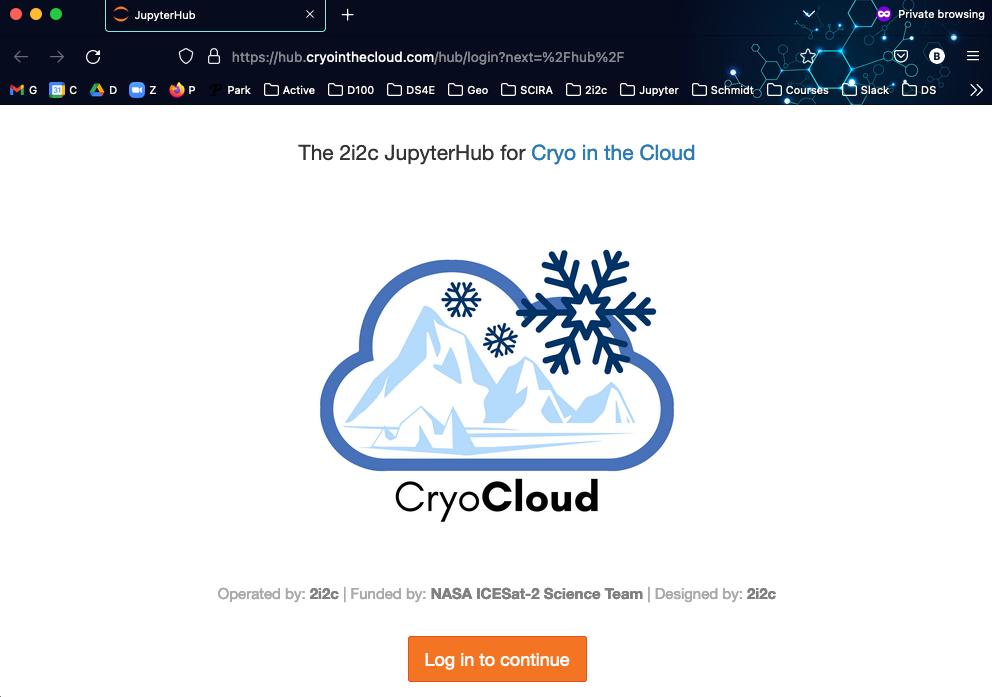 JupyterHub
Private browsing
https://hub.cryointhecloud.com/hub/login?next=%2Fhub%2F
B
G 31 C D Z P Park Active D100 DS4E Geo SCIRA 2i2c Jupyter Schmidt Courses Slack DS
The 2i2c JupyterHub for Cryo in the Cloud
CryoCloud
Operated by: 2i2c | Funded by: NASA ICESat-2 Science Team | Designed by: 2i2c
Log in to continue